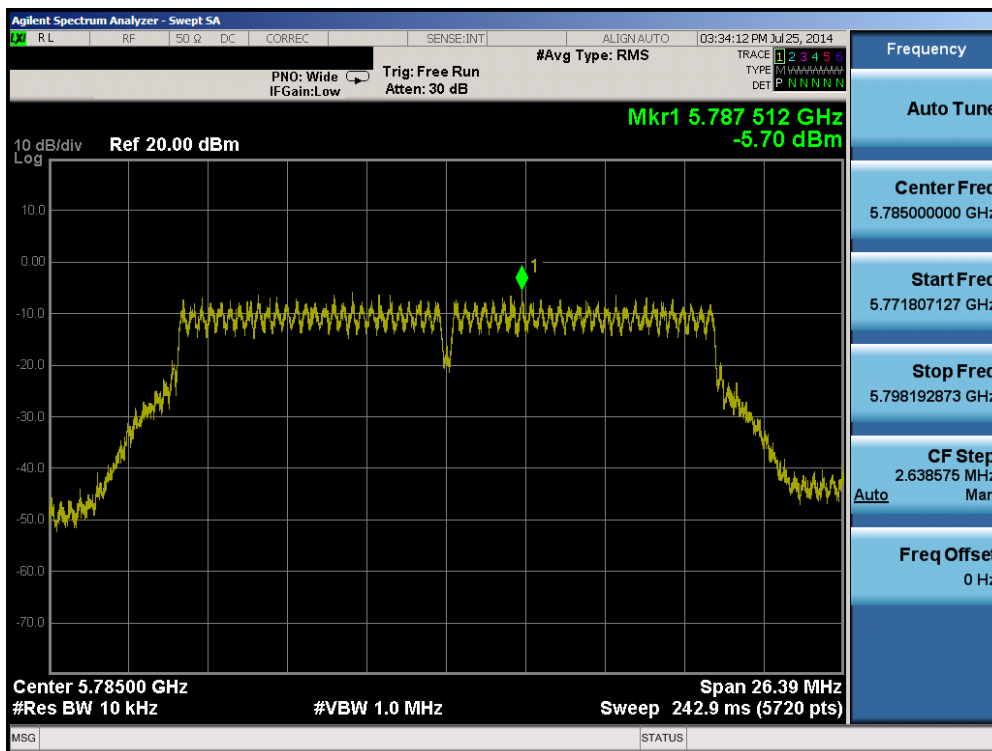 Agilent Spectrum Analyzer - Swept SA
LXI RL RF 50 Ω DC CORREC SENSE:INT ALIGN AUTO 03:34:12 PM Jul 25, 2014
#Avg Type: RMS TRACE 1 2 3 4 5 6
PNO: Wide Trig: Free Run TYPE M WWWWW
IFGain:Low Atten: 30 dB DET P N N N N N
Mkr1 5.787 512 GHz
-5.70 dBm
10 dB/div Ref 20.00 dBm
Log
10.0
0.00
-10.0
-20.0
-30.0
-40.0
-50.0
-60.0
-70.0
1
Center 5.78500 GHz Span 26.39 MHz
#Res BW 10 kHz #VBW 1.0 MHz Sweep 242.9 ms (5720 pts)
MSG STATUS
Frequency
Auto Tune
Center Freq
5.785000000 GHz
Start Freq
5.771807127 GHz
Stop Freq
5.798192873 GHz
CF Step
2.638575 MHz
Auto Man
Freq Offset
0 Hz